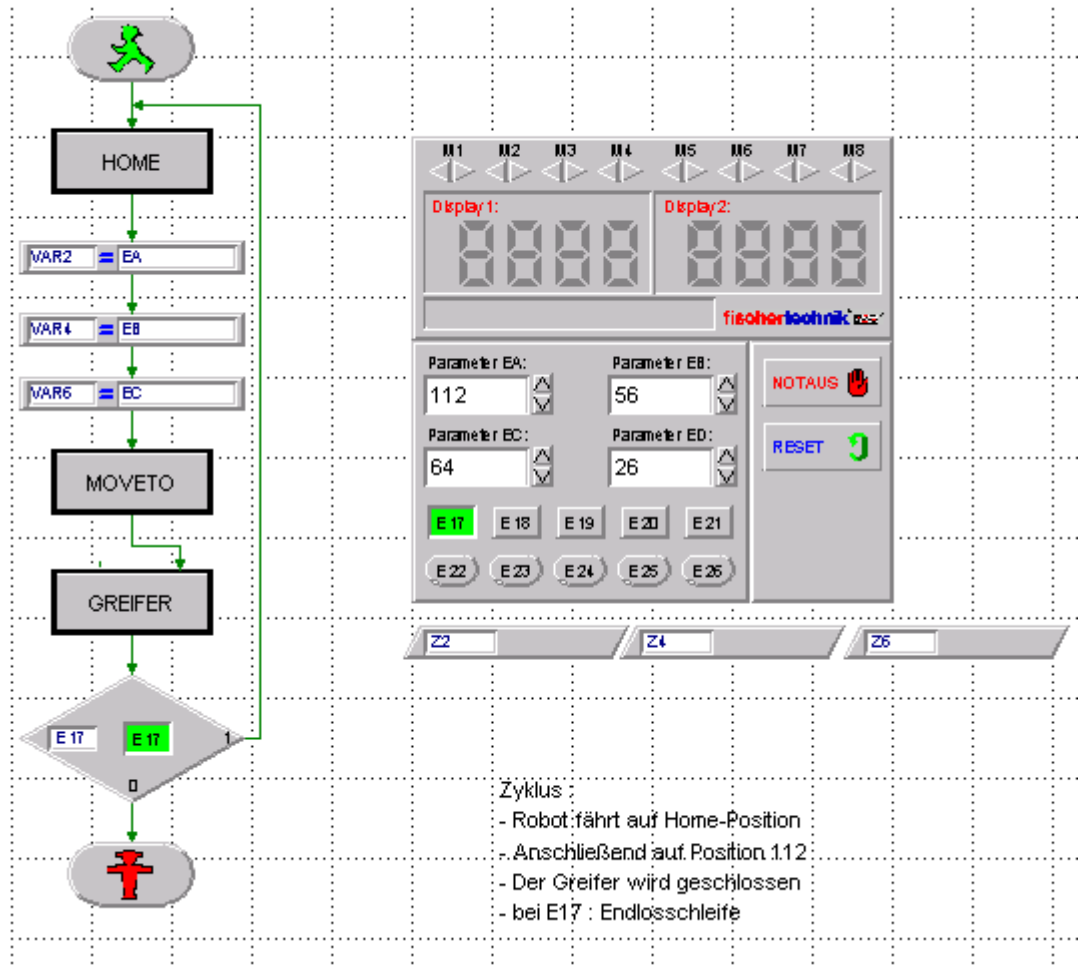 HOME
VAR2 = EA
VAR4 = EB
VAR6 = EC
MOVETO
GREIFER
E 17 E 17 1
0
M1 M2 M3 M4 M5 M6 M7 M8
Display 1: Display 2:
fischertechnik
Parameter EA: Parameter EB:
112 56
Parameter EC: Parameter ED:
64 26
E 17 E 18 E 19 E 20 E 21
E 22 E 23 E 24 E 25 E 26
NOTAUS
RESET
Z2 Z4 Z6
Zyklus :
- Robot fährt auf Home-Position
- Anschließend auf Position 112
- Der Greifer wird geschlossen
- bei E17 : Endlosschleife